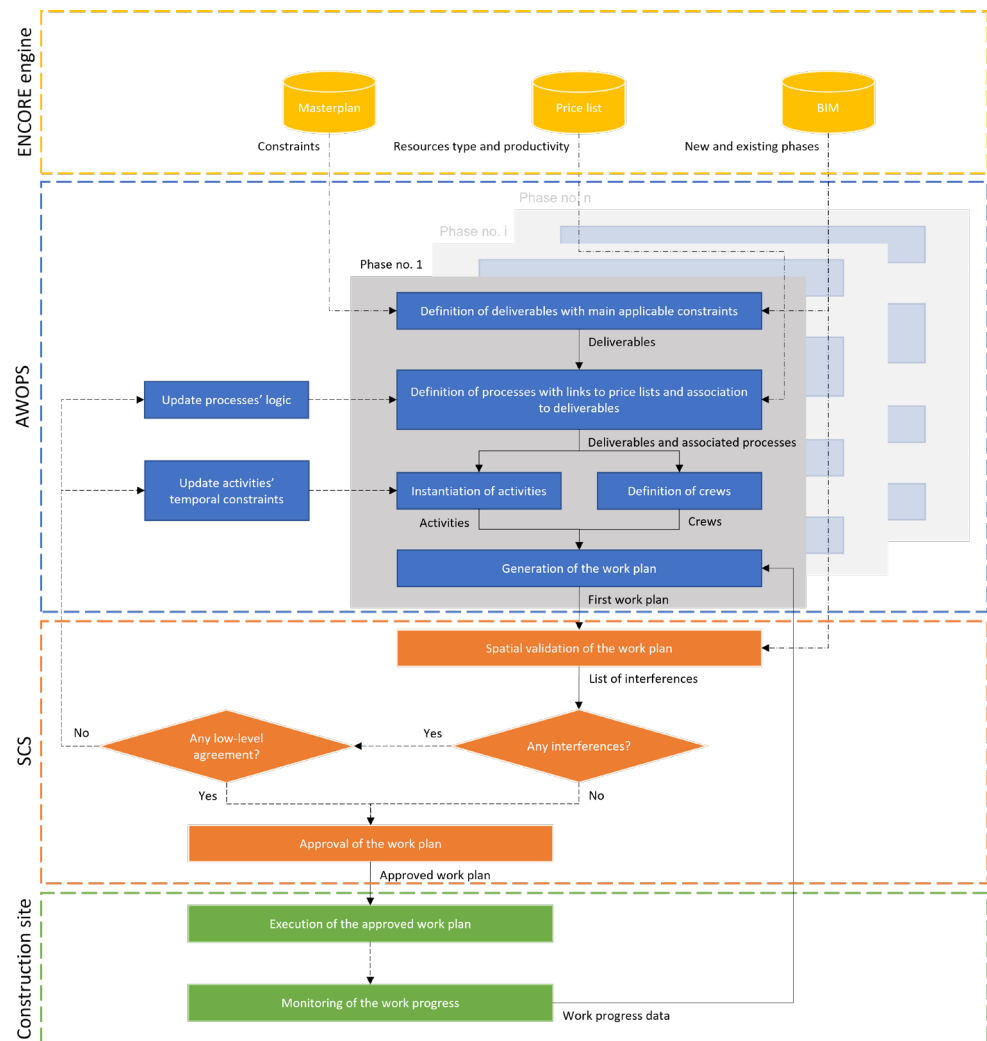 ENCORE engine
Masterplan
Price list
BIM
Constraints
Resources type and productivity
New and existing phases
AWOPS
Phase no. n
Phase no. i
Phase no. 1
Definition of deliverables with main applicable constraints
Deliverables
Update processes' logic
Definition of processes with links to price lists and association
to deliverables
Deliverables and associated processes
Update activities'
temporal constraints
Instantiation of activities
Definition of crews
Activities
Crews
Generation of the work plan
First work plan
SCS
Spatial validation of the work plan
List of interferences
No
Any low-level
agreement?
Yes
Any interferences?
Yes
No
Approval of the work plan
Approved work plan
Construction site
Execution of the approved work plan
Monitoring of the work progress
Work progress data